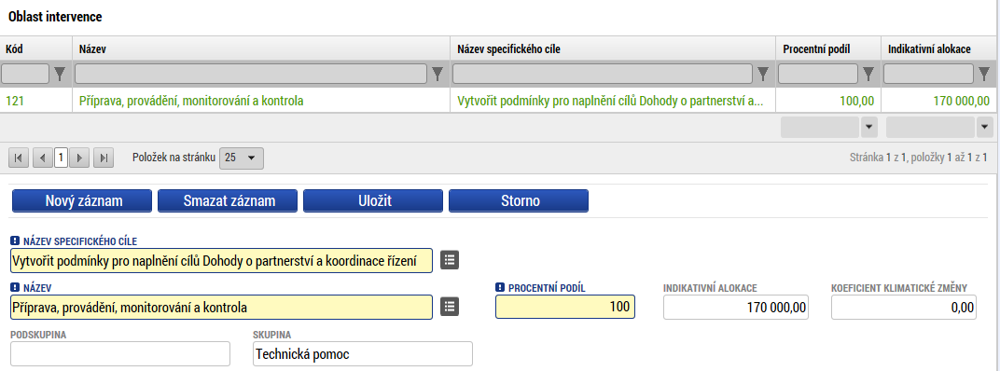 Oblast intervence
Kód Název Název specifického cíle Procentní podíl Indikativní alokace
121 Příprava, provádění, monitorování a kontrola Vytvořit podmínky pro naplnění cílů Dohody o partnerství a... 100,00 170 000,00
1 Položek na stránku 25 Stránka 1 z 1, položky 1 až 1 z 1
Nový záznam Smazat záznam Uložit Storno
NÁZEV SPECIFICKÉHO CÍLE
Vytvořit podmínky pro naplnění cílů Dohody o partnerství a koordinace řízení
NÁZEV PROCENTNÍ PODÍL INDIKATIVNÍ ALOKACE KOEFICIENT KLIMATICKÉ ZMĚNY
Příprava, provádění, monitorování a kontrola 100 170 000,00 0,00
PODSKUPINA SKUPINA
Technická pomoc